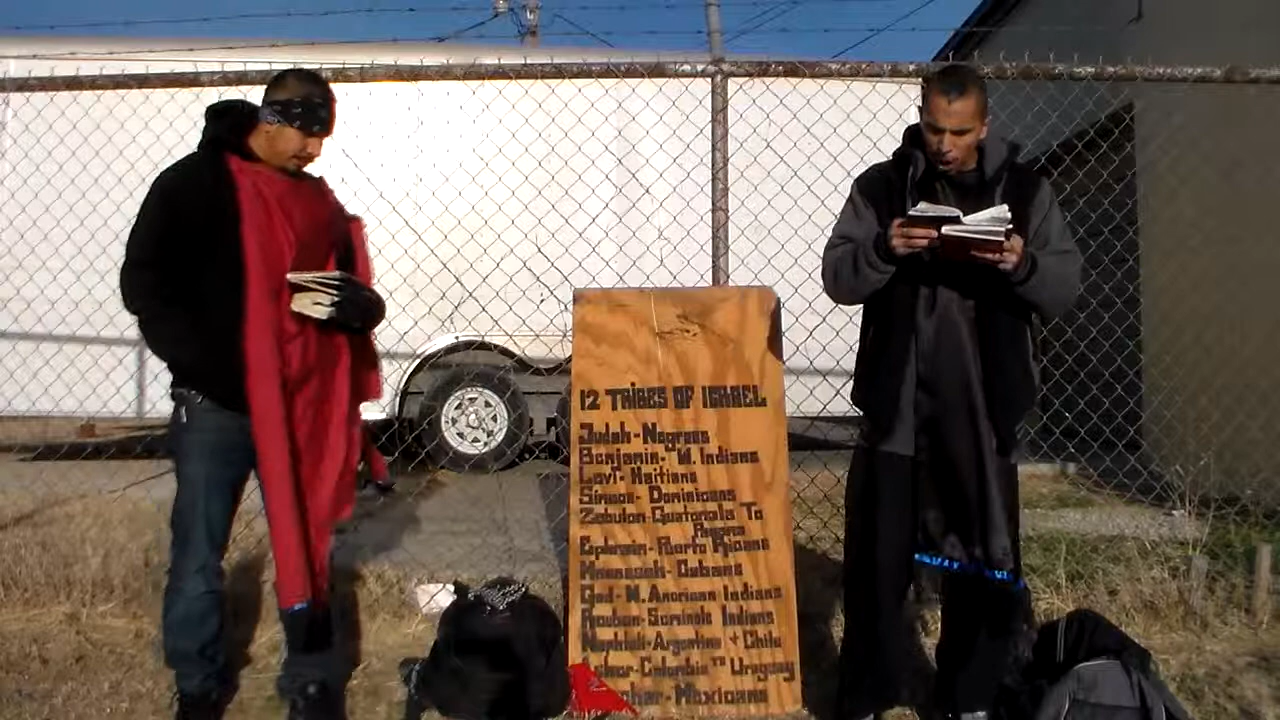 12 TRIBES OF ISRAEL
Judah-Negroes
Benjamin-W. Indians
Levi-Haitians
Simeon-Dominicans
Zebulon-Guatemala To
Panama
Ephraim-Puerto Ricans
Manasseh-Cubans
Gad-N. American Indians
Reuben-Seminole Indians
Naphtali-Argentina + Chile
Asher-Colombia To Uruguay
Mexicans